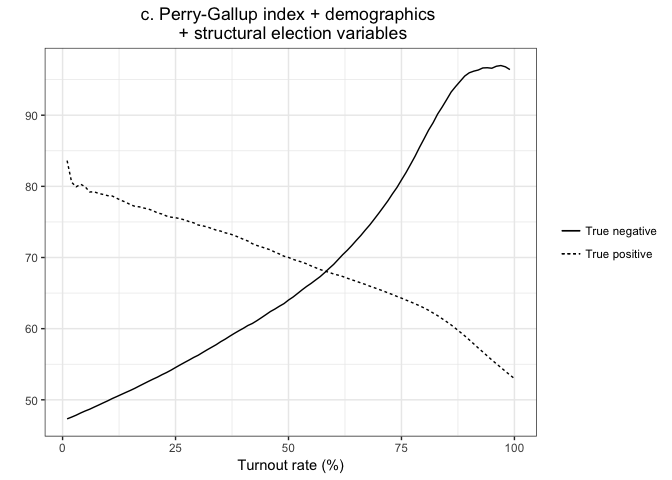 c. Perry-Gallup index + demographics
+ structural election variables
90
80
70
60
50
0
25
50
75
100
Turnout rate (%)
True negative
True positive